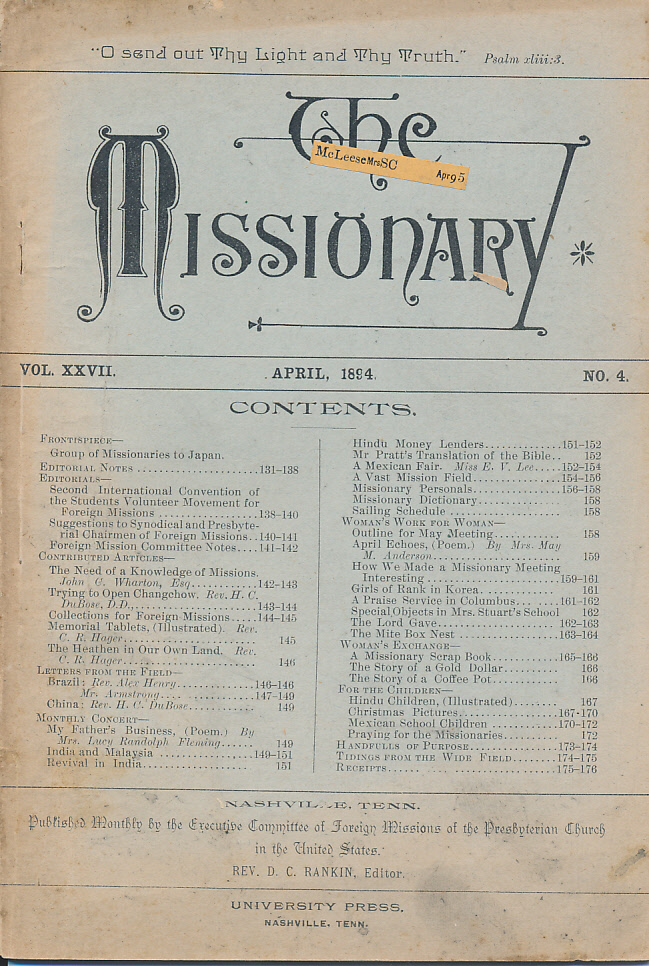 "O send out Thy Light and Thy Truth." Psalm xliii:3.
The
McLeeseMrsSC Apr95
Missionary
VOL. XXVII. APRIL, 1894. NO. 4.
CONTENTS.
FRONTISPIECE—
Group of Missionaries to Japan.
EDITORIAL NOTES ......................131-138
EDITORIALS—
Second International Convention of
the Students Volunteer Movement for
Foreign Missions ................138-140
Suggestions to Synodical and Presbyte-
rial Chairmen of Foreign Missions...140-141
Foreign Mission Committee Notes....141-142
CONTRIBUTED ARTICLES—
The Need of a Knowledge of Missions.
John C. Wharton, Esq............142-143
Trying to Open Changchow. Rev. H. C.
DuBose, D.D.,....................143-144
Collections for Foreign Missions.....144-145
Memorial Tablets, (Illustrated). Rev.
C. R. Hager.................... 145
The Heathen in Our Own Land. Rev.
C. R. Hager..................... 146
LETTERS FROM THE FIELD—
Brazil: Rev. Alex Henry.............146-146
Mr. Armstrong.... ........147-149
China: Rev. H. C. DuBose........... 149
MONTHLY CONCERT—
My Father's Business, (Poem.) By
Mrs. Lucy Randolph Fleming...... 149
India and Malaysia ................149-151
Revival in India.................... 151
Hindu Money Lenders..............151-152
Mr Pratt's Translation of the Bible.. 152
A Mexican Fair. Miss E. V. Lee.....152-154
A Vast Mission Field................154-156
Missionary Personals................156-158
Missionary Dictionary............... 158
Sailing Schedule .................... 158
WOMAN'S WORK FOR WOMAN—
Outline for May Meeting............ 158
April Echoes, (Poem.) By Mrs. May
M. Anderson...................... 159
How We Made a Missionary Meeting
Interesting .......................159-161
Girls of Rank in Korea. ............ 161
A Praise Service in Columbus... ....161-162
Special Objects in Mrs. Stuart's School 162
The Lord Gave.....................162-163
The Mite Box Nest .................163-164
WOMAN'S EXCHANGE—
A Missionary Scrap Book............165-166
The Story of a Gold Dollar.......... 166
The Story of a Coffee Pot............ 166
FOR THE CHILDREN—
Hindu Children, (Illustrated)........ 167
Christmas Pictures..................167-170
Mexican School Children ...........170-172
Praying for the Missionaries......... 172
HANDFULLS OF PURPOSE.............173-174
TIDINGS FROM THE WIDE FIELD........174-175
RECEIPTS...... .. ...................175-176
NASHVILLE, TENN.
Published Monthly by the Executive Committee of Foreign Missions of the Presbyterian Church
in the United States.
REV. D. C. RANKIN, Editor.
UNIVERSITY PRESS,
NASHVILLE, TENN.